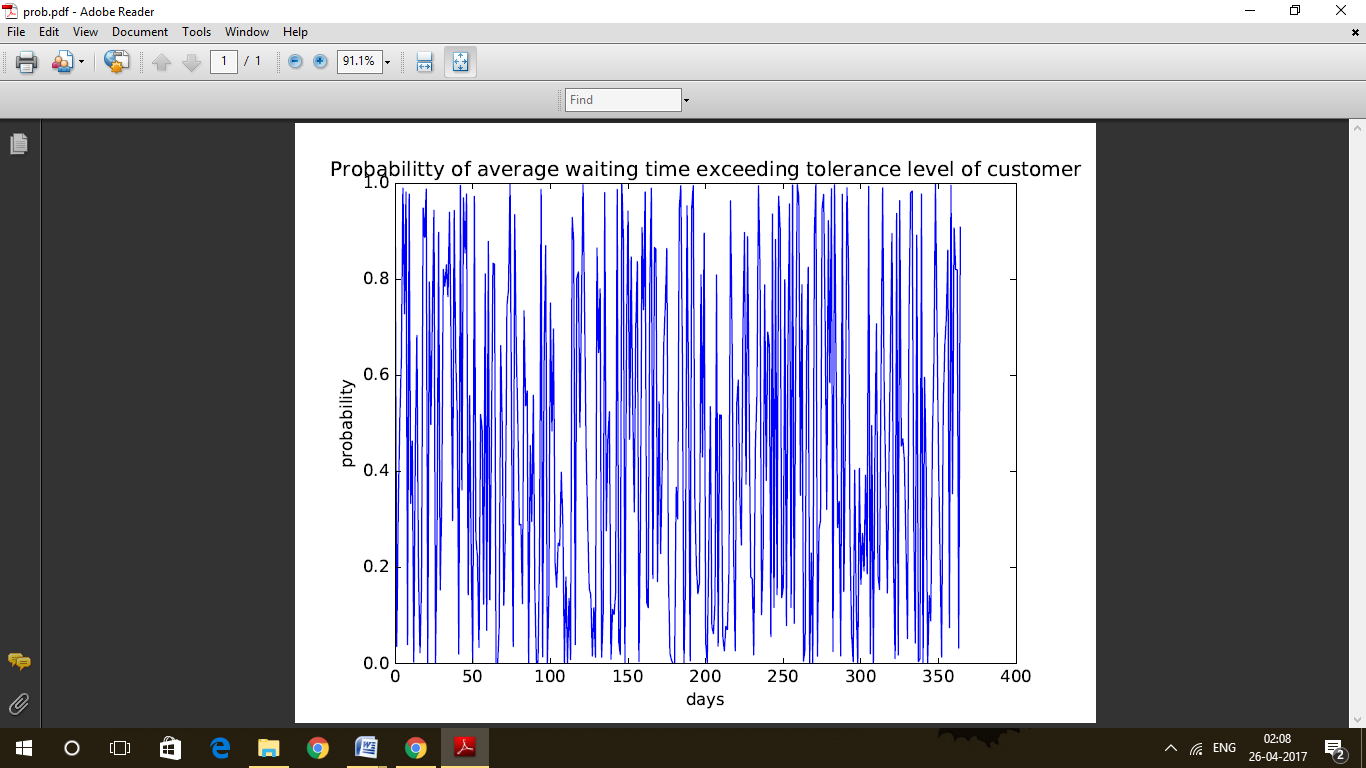 prob.pdf - Adobe Reader
File Edit View Document Tools Window Help
1 / 1 91.1%
Find
Probabilitty of average waiting time exceeding tolerance level of customer
1.0
0.8
0.6
0.4
0.2
0.0
probability
0 50 100 150 200 250 300 350 400
days
ENG
02:08
26-04-2017
2